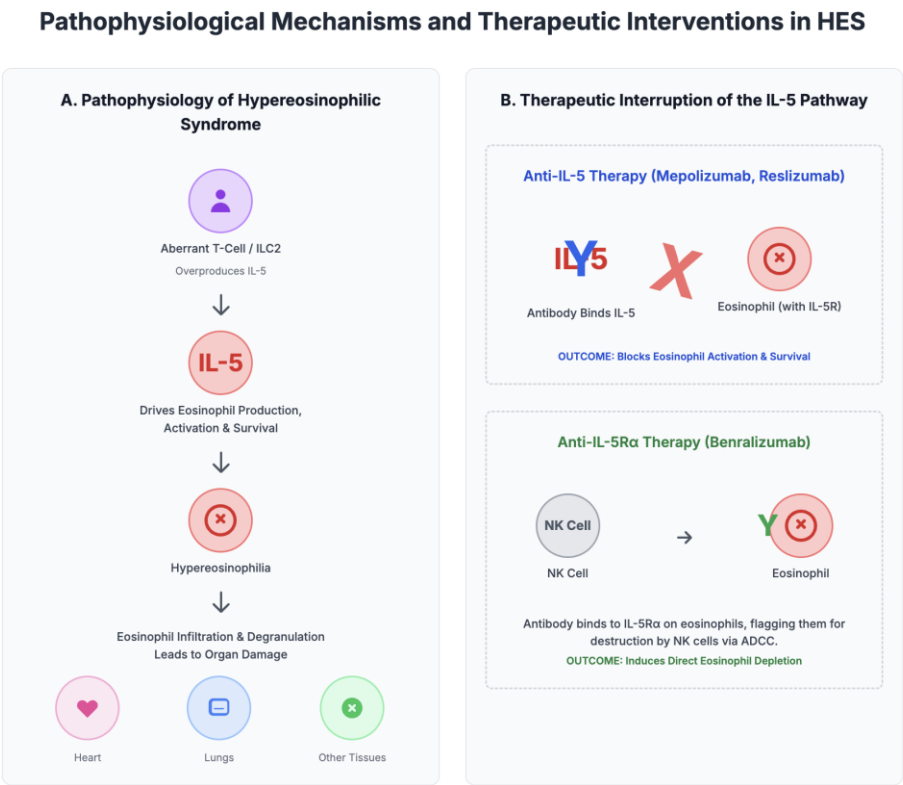 Pathophysiological Mechanisms and Therapeutic Interventions in HES
A. Pathophysiology of Hypereosinophilic
Syndrome
Aberrant T-Cell / ILC2
Overproduces IL-5
IL-5
Drives Eosinophil Production,
Activation & Survival
Hypereosinophilia
Eosinophil Infiltration & Degranulation
Leads to Organ Damage
Heart
Lungs
Other Tissues
B. Therapeutic Interruption of the IL-5 Pathway
Anti-IL-5 Therapy (Mepolizumab, Reslizumab)
IL-5
Y
X
Antibody Binds IL-5
Eosinophil (with IL-5R)
OUTCOME: Blocks Eosinophil Activation & Survival
Anti-IL-5Rα Therapy (Benralizumab)
NK Cell
Y
NK Cell
Eosinophil
Antibody binds to IL-5Rα on eosinophils, flagging them for
destruction by NK cells via ADCC.
OUTCOME: Induces Direct Eosinophil Depletion